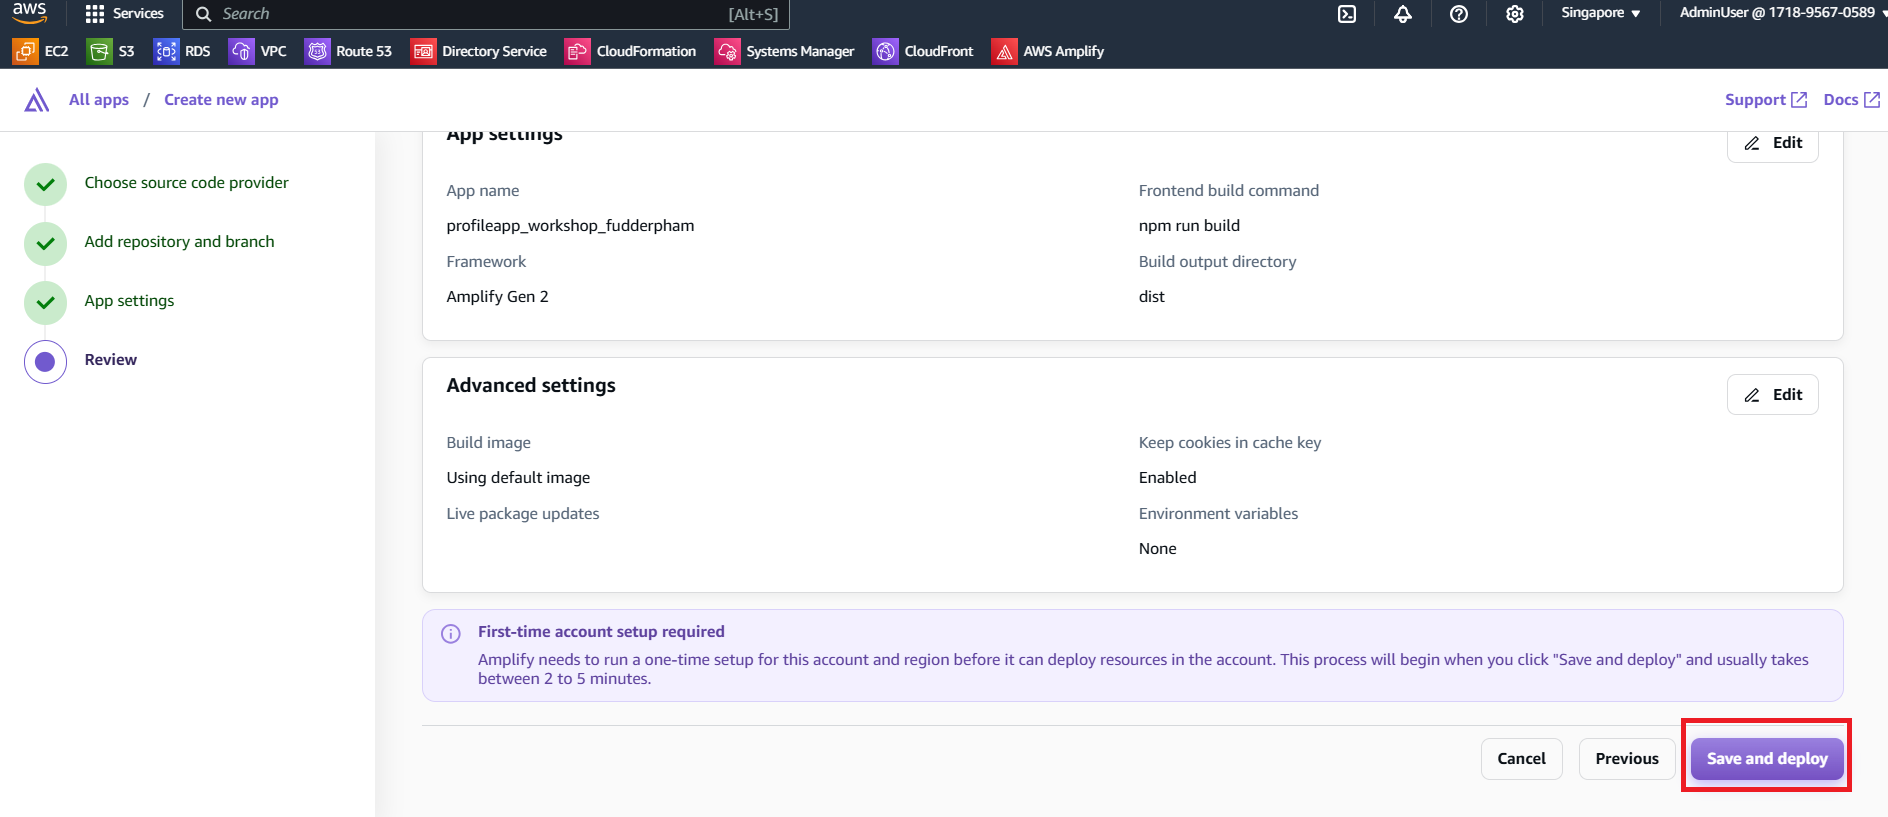 aws
Services
Search
[Alt+S]
Singapore
AdminUser @ 1718-9567-0589
EC2
S3
RDS
VPC
Route 53
Directory Service
CloudFormation
Systems Manager
CloudFront
AWS Amplify
All apps / Create new app
Support
Docs
Choose source code provider
Add repository and branch
App settings
Review
App settings
Edit
App name
profileapp_workshop_fudderpham
Framework
Amplify Gen 2
Frontend build command
npm run build
Build output directory
dist
Advanced settings
Edit
Build image
Using default image
Live package updates
Keep cookies in cache key
Enabled
Environment variables
None
First-time account setup required
Amplify needs to run a one-time setup for this account and region before it can deploy resources in the account. This process will begin when you click "Save and deploy" and usually takes
between 2 to 5 minutes.
Cancel
Previous
Save and deploy